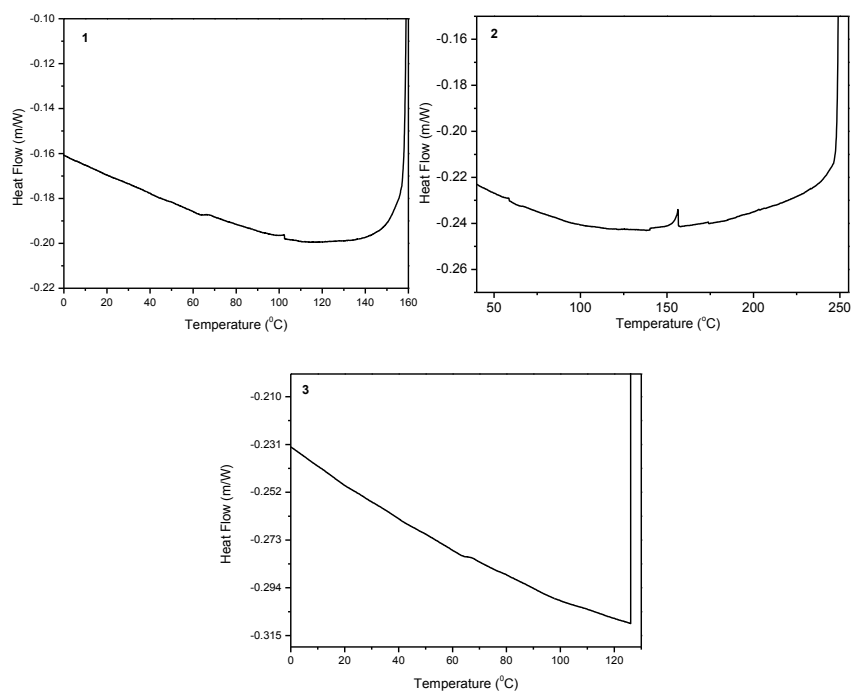 1
Heat Flow (m/W)
-0.10
-0.12
-0.14
-0.16
-0.18
-0.20
-0.22
0 20 40 60 80 100 120 140 160
Temperature (⁰C)
2
Heat Flow (m/W)
-0.16
-0.18
-0.20
-0.22
-0.24
-0.26
50 100 150 200 250
Temperature (⁰C)
3
Heat Flow (m/W)
-0.210
-0.231
-0.252
-0.273
-0.294
-0.315
0 20 40 60 80 100 120
Temperature (⁰C)